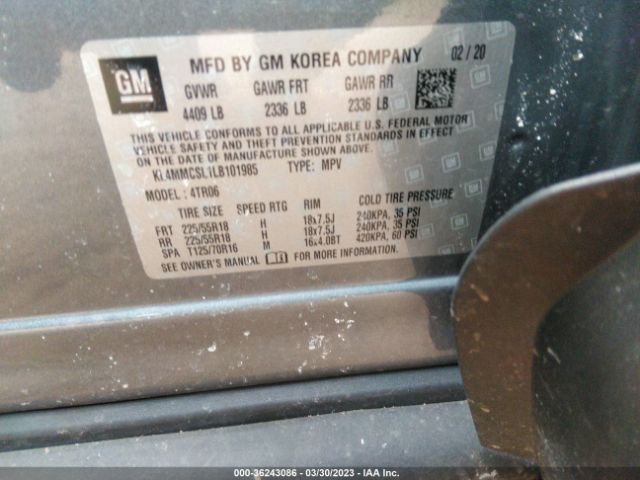 GM
MFD BY GM KOREA COMPANY 02/20
GVWR GAWR FRT GAWR RR
4409 LB 2336 LB 2336 LB
THIS VEHICLE CONFORMS TO ALL APPLICABLE U.S. FEDERAL MOTOR
VEHICLE SAFETY AND THEFT PREVENTION STANDARDS IN EFFECT
ON THE DATE OF MANUFACTURE SHOWN ABOVE.
KL4MMCSL1LB101985 TYPE: MPV
MODEL: 4TR06
TIRE SIZE SPEED RTG RIM COLD TIRE PRESSURE
FRT 225/55R18 H 18x7.5J 240KPA, 35 PSI
RR 225/55R18 H 18x7.5J 240KPA, 35 PSI
SPA T125/70R16 M 16x4.0BT 420KPA, 60 PSI
SEE OWNER'S MANUAL FOR MORE INFORMATION
000-36243086 - 03/30/2023 - IAA Inc.